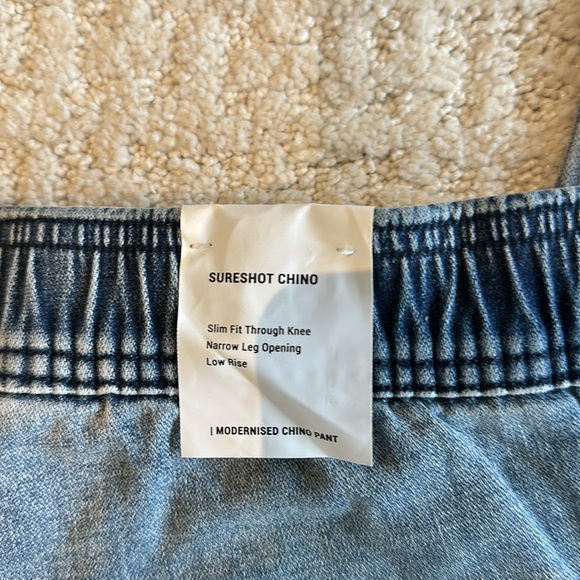 SURESHOT CHINO
Slim Fit Through Knee
Narrow Leg Opening
Low Rise
| MODERNISED CHINO PANT